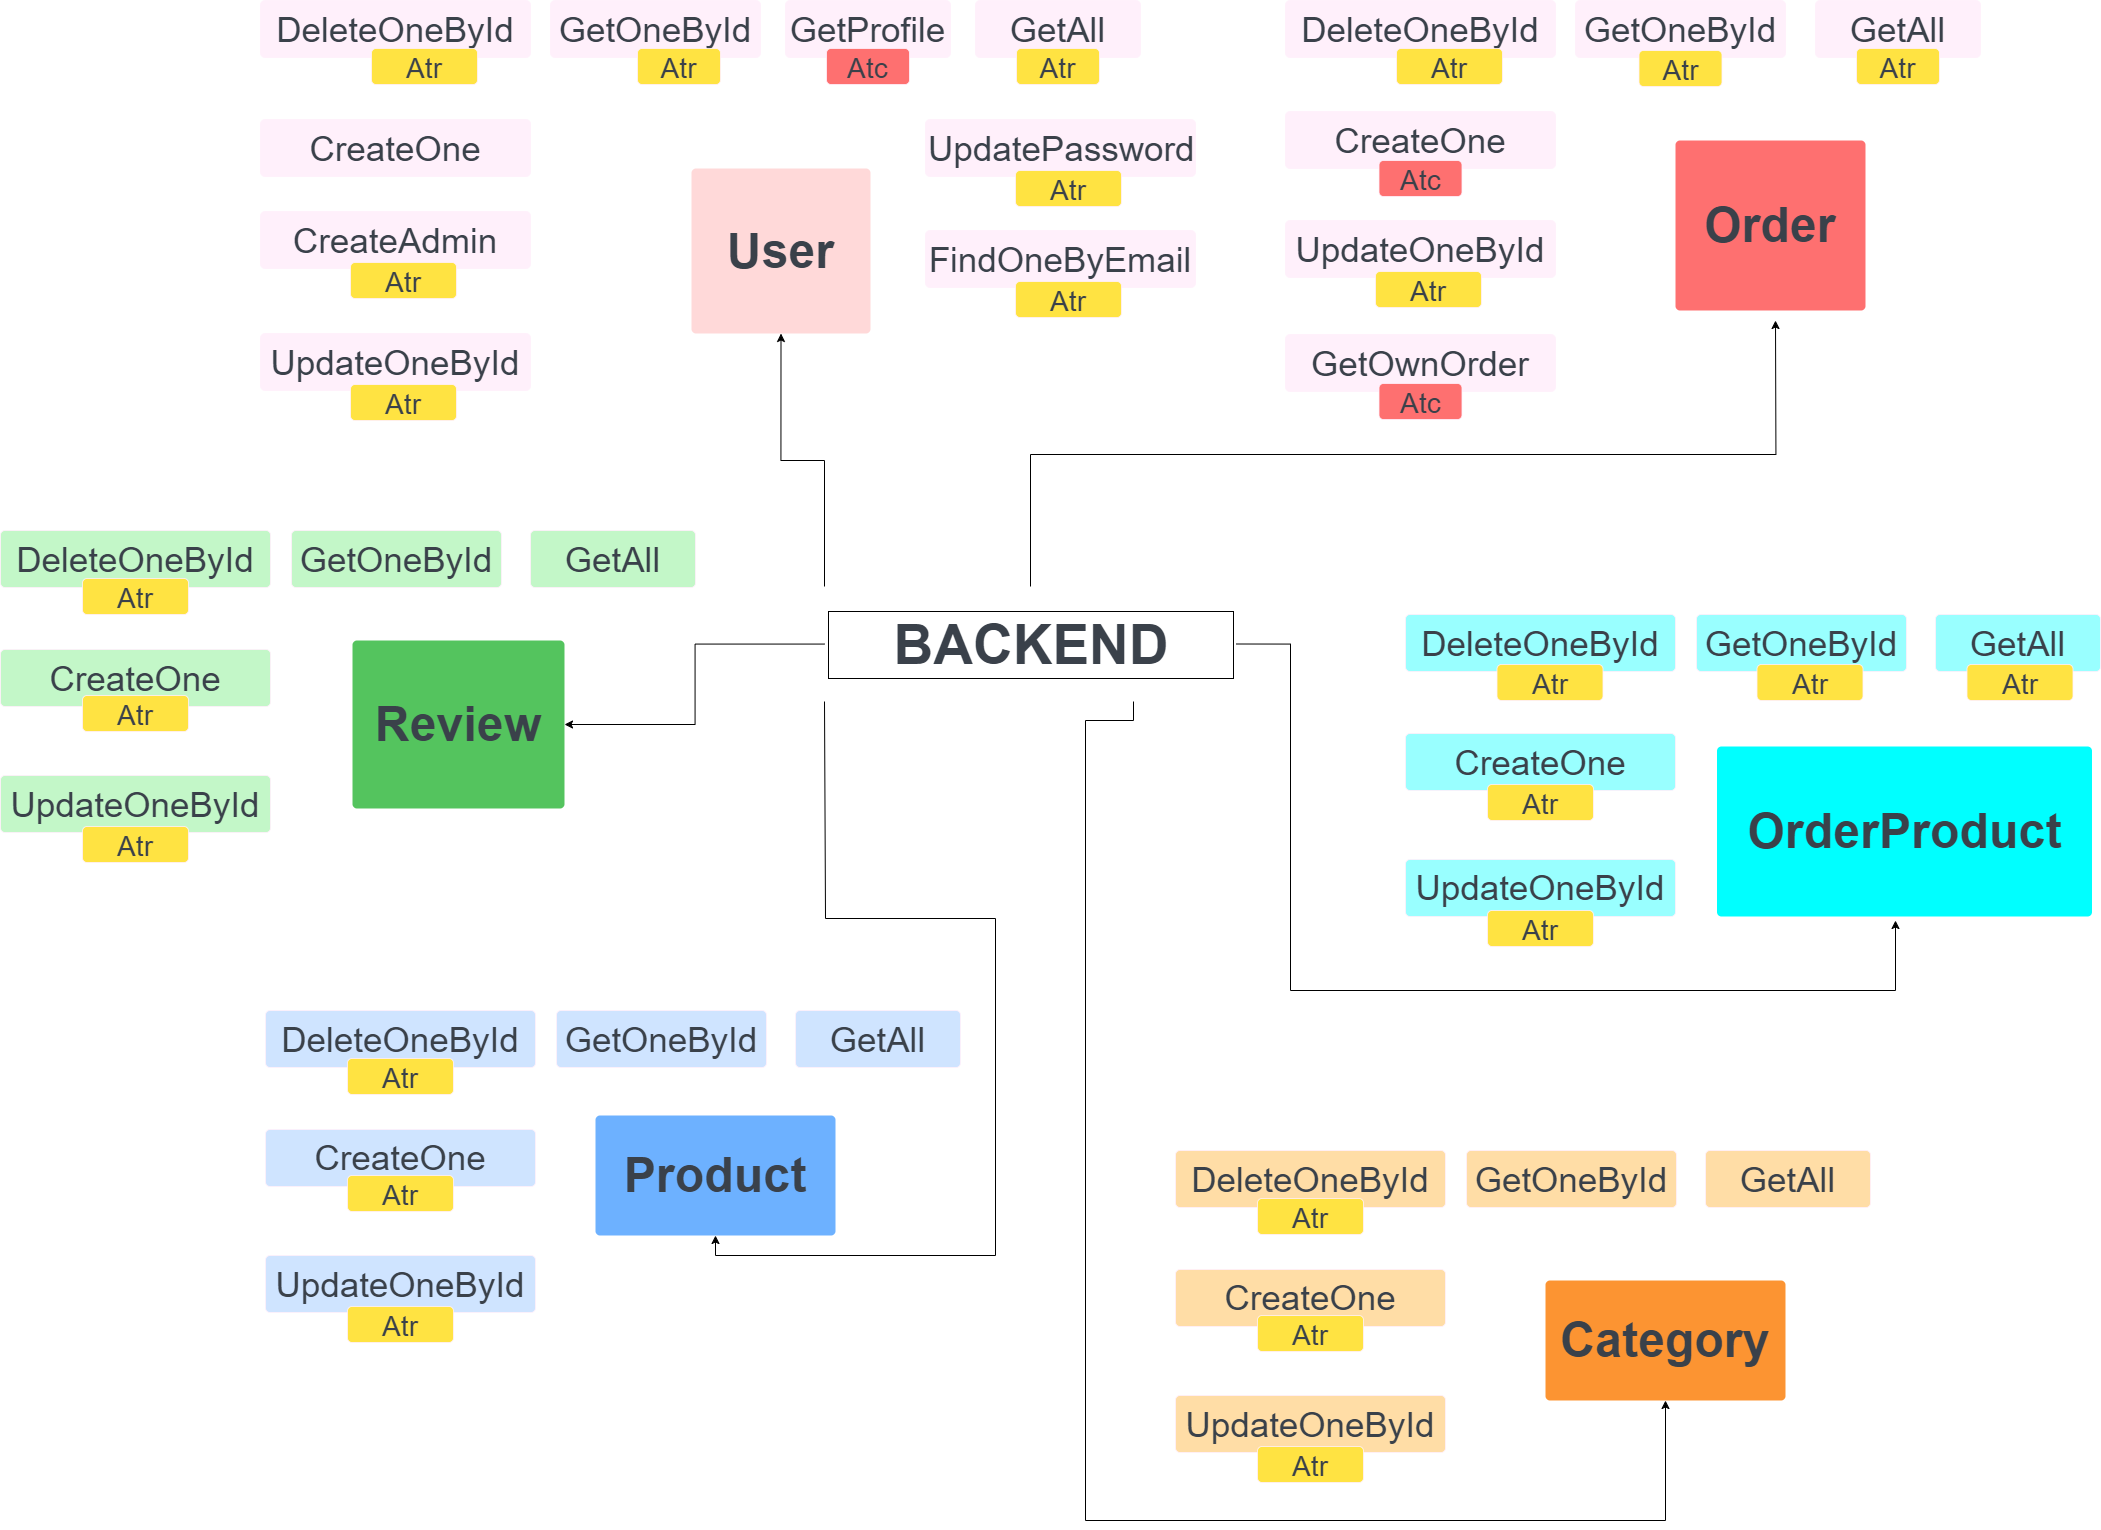 DeleteOneById
Atr
GetOneById
Atr
GetProfile
Atc
GetAll
Atr
CreateOne
CreateAdmin
Atr
UpdateOneById
Atr
User
UpdatePassword
Atr
FindOneByEmail
Atr
DeleteOneById
Atr
GetOneById
Atr
GetAll
Atr
CreateOne
Atc
UpdateOneById
Atr
GetOwnOrder
Atc
Order
DeleteOneById
Atr
GetOneById
GetAll
CreateOne
Atr
UpdateOneById
Atr
Review
BACKEND
DeleteOneById
Atr
GetOneById
Atr
GetAll
Atr
CreateOne
Atr
UpdateOneById
Atr
OrderProduct
DeleteOneById
Atr
GetOneById
GetAll
CreateOne
Atr
UpdateOneById
Atr
Product
DeleteOneById
Atr
GetOneById
GetAll
CreateOne
Atr
UpdateOneById
Atr
Category